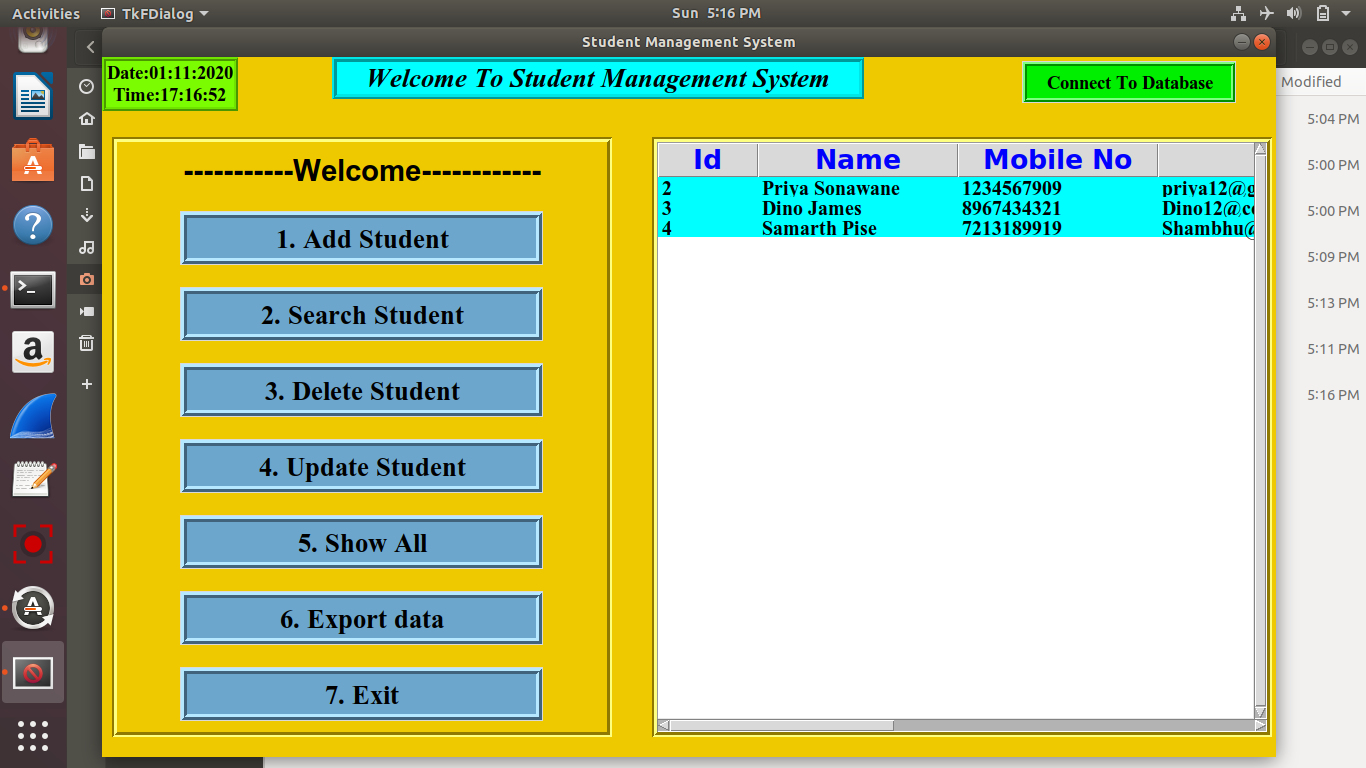 Activities TkFDialog Sun 5:16 PM
Student Management System
Date:01:11:2020
Time:17:16:52
Welcome To Student Management System
Connect To Database
Modified
-----------Welcome------------
1. Add Student
2. Search Student
3. Delete Student
4. Update Student
5. Show All
6. Export data
7. Exit
Id Name Mobile No
2 Priya Sonawane 1234567909 priya12@g
3 Dino James 8967434321 Dino12@c
4 Samarth Pise 7213189919 Shambhu@
5:04 PM
5:00 PM
5:00 PM
5:09 PM
5:13 PM
5:11 PM
5:16 PM